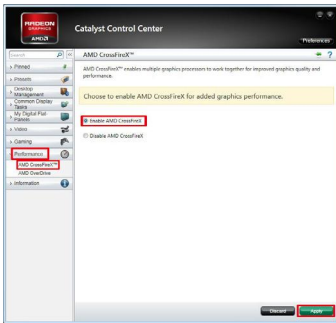 RADEON
GRAPHICS
AMD
Catalyst Control Center
Preferences
Search
AMD CrossFireX™
Pinned
AMD CrossFireX™ enables multiple graphics processors to work together for improved graphics quality and
performance.
Presets
Desktop
Management
Common Display
Tasks
My Digital Flat-
Panels
Video
Gaming
Performance
AMD CrossFireX™
AMD OverDrive
Information
Choose to enable AMD CrossFireX for added graphics performance.
Enable AMD CrossFireX
Disable AMD CrossFireX
Discard
Apply